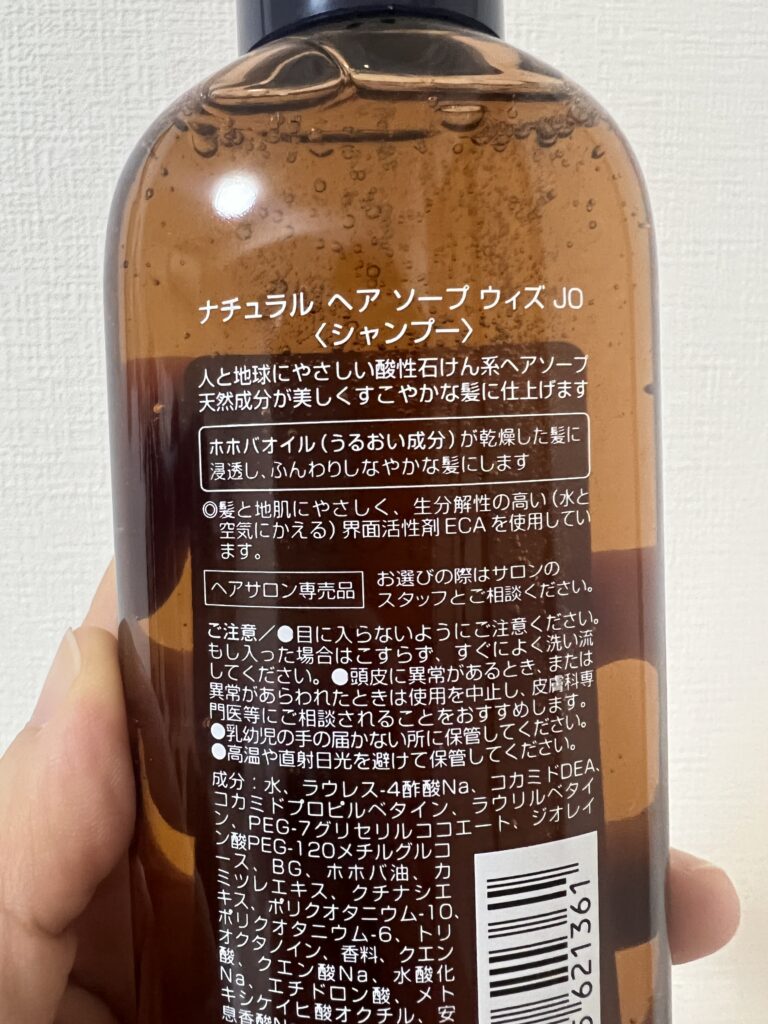 ナチュラル ヘア ソープ ウィズ JO
〈シャンプー〉
人と地球にやさしい酸性石けん系ヘアソープ
天然成分が美しくすこやかな髪に仕上げます
ホホバオイル（うるおい成分）が乾燥した髪に
浸透し、ふんわりしなやかな髪にします
◎髪と地肌にやさしく、生分解性の高い（水と
空気にかえる）界面活性剤ECAを使用してい
ます。
ヘアサロン専売品
お選びの際はサロンの
スタッフとご相談ください。
ご注意／●目に入らないようにご注意ください。
もし入った場合はこすらず、すぐによく洗い流
してください。●頭皮に異常があるとき、または
異常があらわれたときは使用を中止し、皮膚科専
門医等にご相談されることをおすすめします。
●乳幼児の手の届かない所に保管してください。
●高温や直射日光を避けて保管してください。
成分：水、ラウレス-4酢酸Na、コカミドDEA、
コカミドプロピルベタイン、ラウリルベタイ
ン、PEG-7グリセリルココエート、ジオレイ
ン酸PEG-120メチルグルコ
ース、BG、ホホバ油、カ
ミツレエキス、クチナシエ
キス、ポリクオタニウム-10、
ポリクオタニウム-6、トリ
オクタノイン、香料、クエン
酸、クエン酸Na、水酸化
Na、エチドロン酸、メト
キシケイヒ酸オクチル、安
息香酸
621361